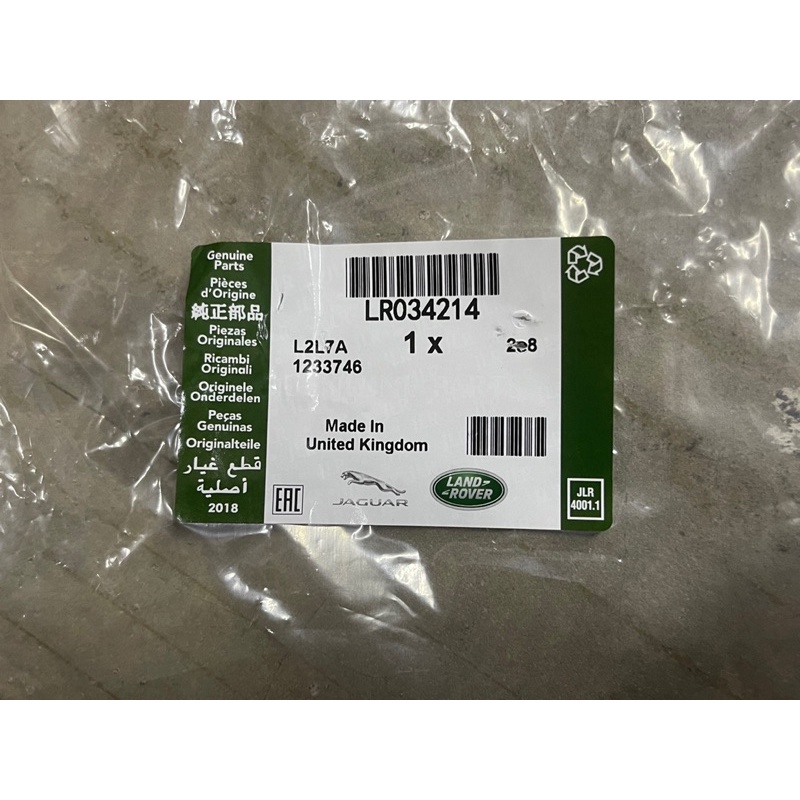 Genuine
Parts
Pièces
d'Origine
純正部品
Piezas
Originales
Ricambi
Originali
Originele
Onderdelen
Peças
Genuinas
Originalteile
قطع غيار
أصلية
2018
LR034214
L2L7A
1 x
1233746
Made In
United Kingdom
EAC
JAGUAR
LAND
ROVER
JLR
4001.1